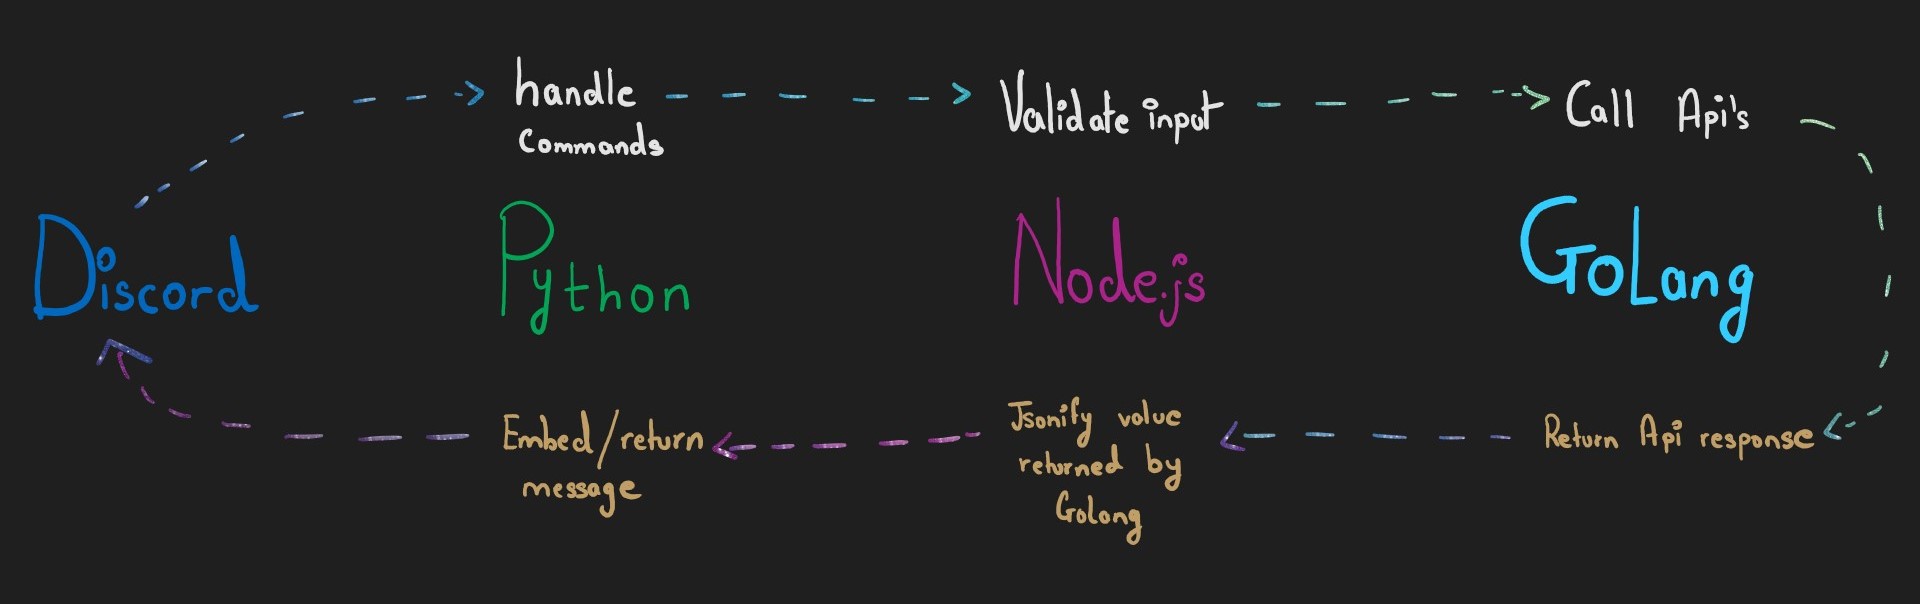 handle
commands
Validate input
Call Api's
Discord
Python
Node.js
GoLang
Embed/return
message
Jsonify value
returned by
Golong
Return Api response